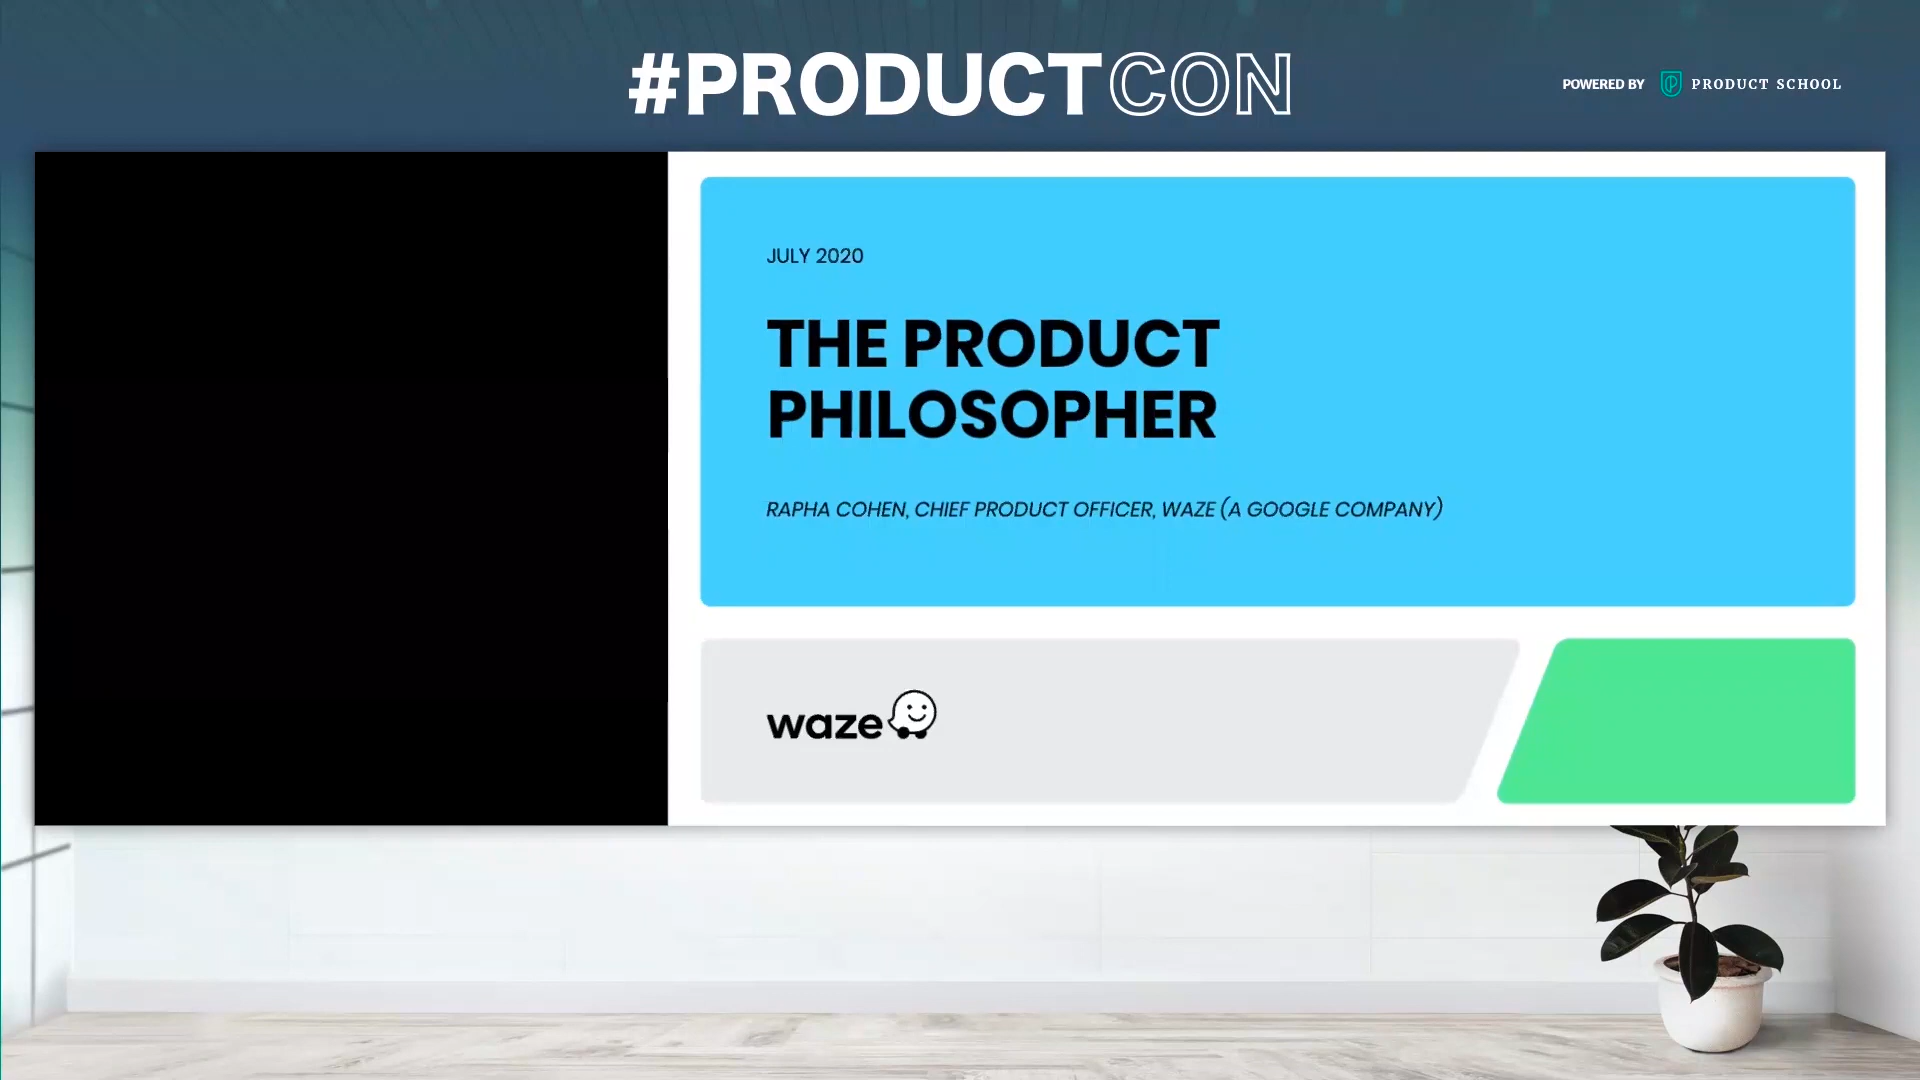 #PRODUCTCON
POWERED BY PRODUCT SCHOOL
JULY 2020
THE PRODUCT
PHILOSOPHER
RAPHA COHEN, CHIEF PRODUCT OFFICER, WAZE (A GOOGLE COMPANY)
waze